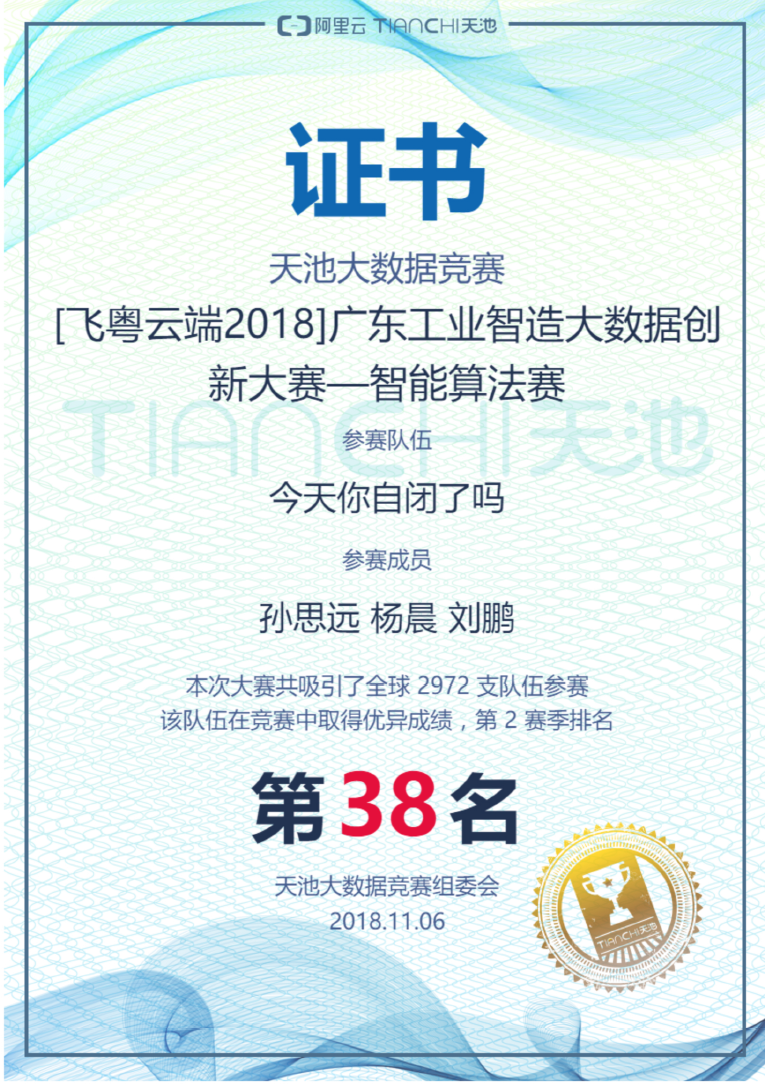 阿里云 TIANCHI天池
证书
天池大数据竞赛
[飞粤云端2018]广东工业智造大数据创
新大赛—智能算法赛
TIANCHI天池
参赛队伍
今天你自闭了吗
参赛成员
孙思远 杨晨 刘鹏
本次大赛共吸引了全球 2972 支队伍参赛
该队伍在竞赛中取得优异成绩，第 2 赛季排名
第38名
天池大数据竞赛组委会
2018.11.06
TIANCHI天池